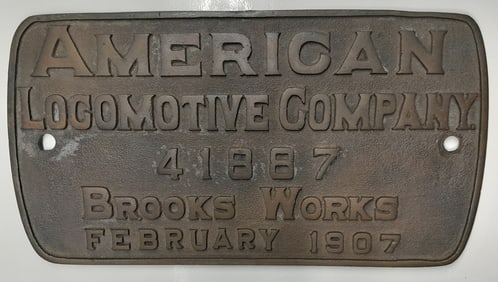 AMERICAN
LOCOMOTIVE COMPANY.
41887
BROOKS WORKS
FEBRUARY 1907